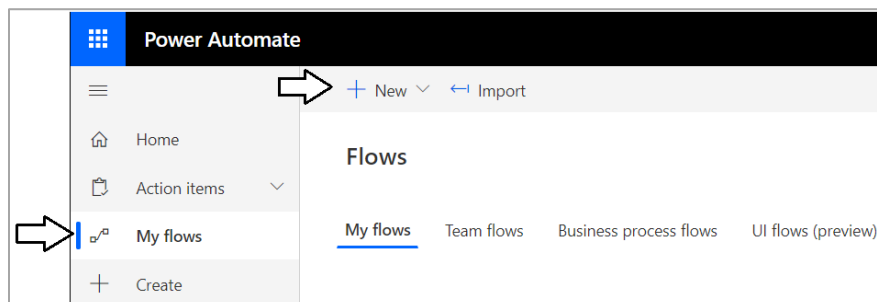 Power Automate
New
Import
Home
Flows
Action items
My flows
My flows Team flows Business process flows UI flows (preview)
Create